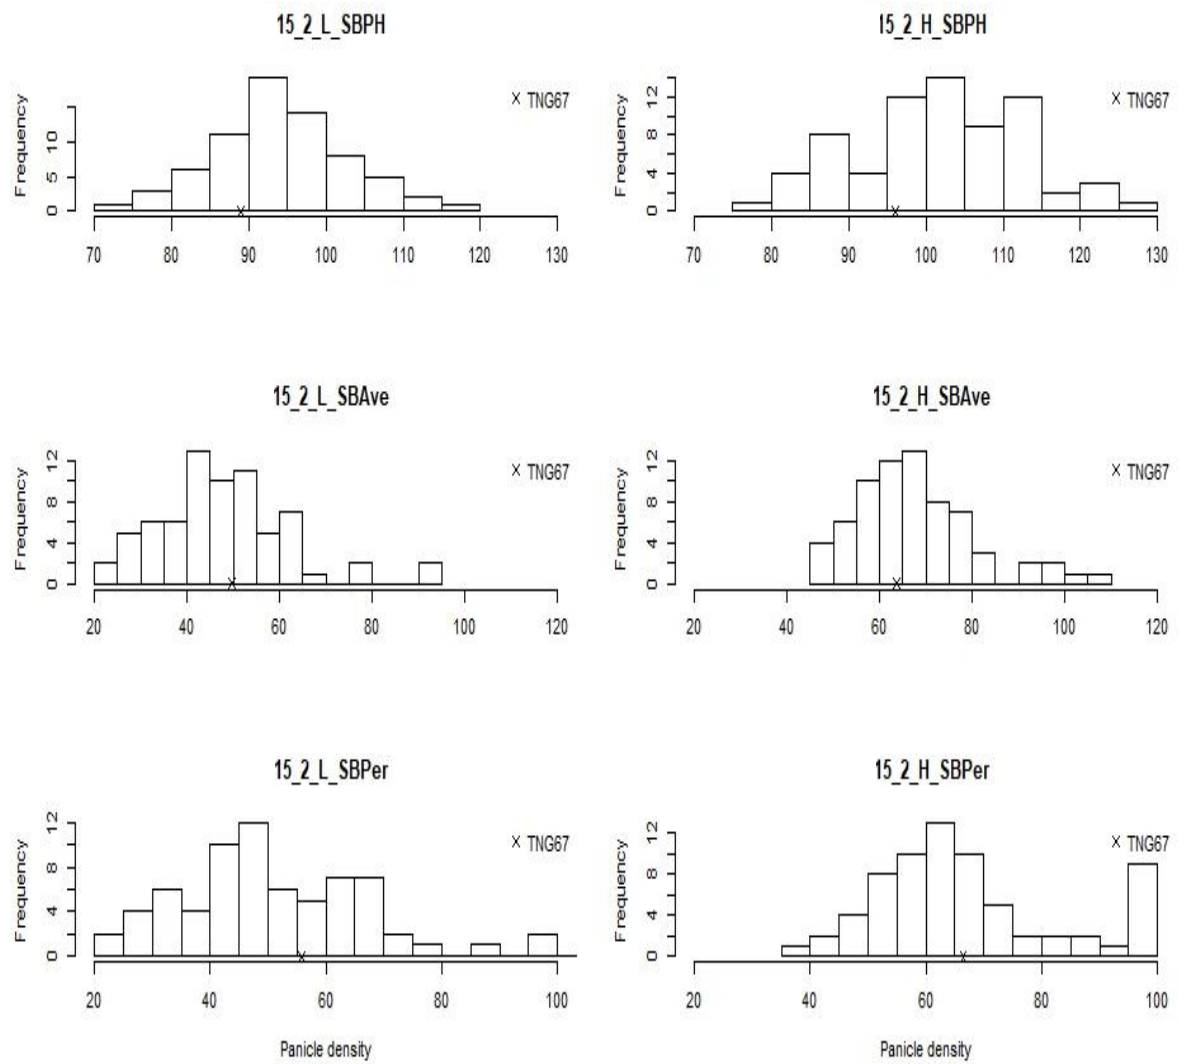 15_2_L_SBPH
Frequency
0 5 10
× TNG67
70 80 90 100 110 120 130
15_2_H_SBPH
Frequency
0 4 8 12
× TNG67
70 80 90 100 110 120 130
15_2_L_SBAve
Frequency
0 4 8 12
× TNG67
20 40 60 80 100 120
15_2_H_SBAve
Frequency
0 4 8 12
× TNG67
20 40 60 80 100 120
15_2_L_SBPer
Frequency
0 4 8 12
× TNG67
20 40 60 80 100
Panicle density
15_2_H_SBPer
Frequency
0 4 8 12
× TNG67
20 40 60 80 100
Panicle density